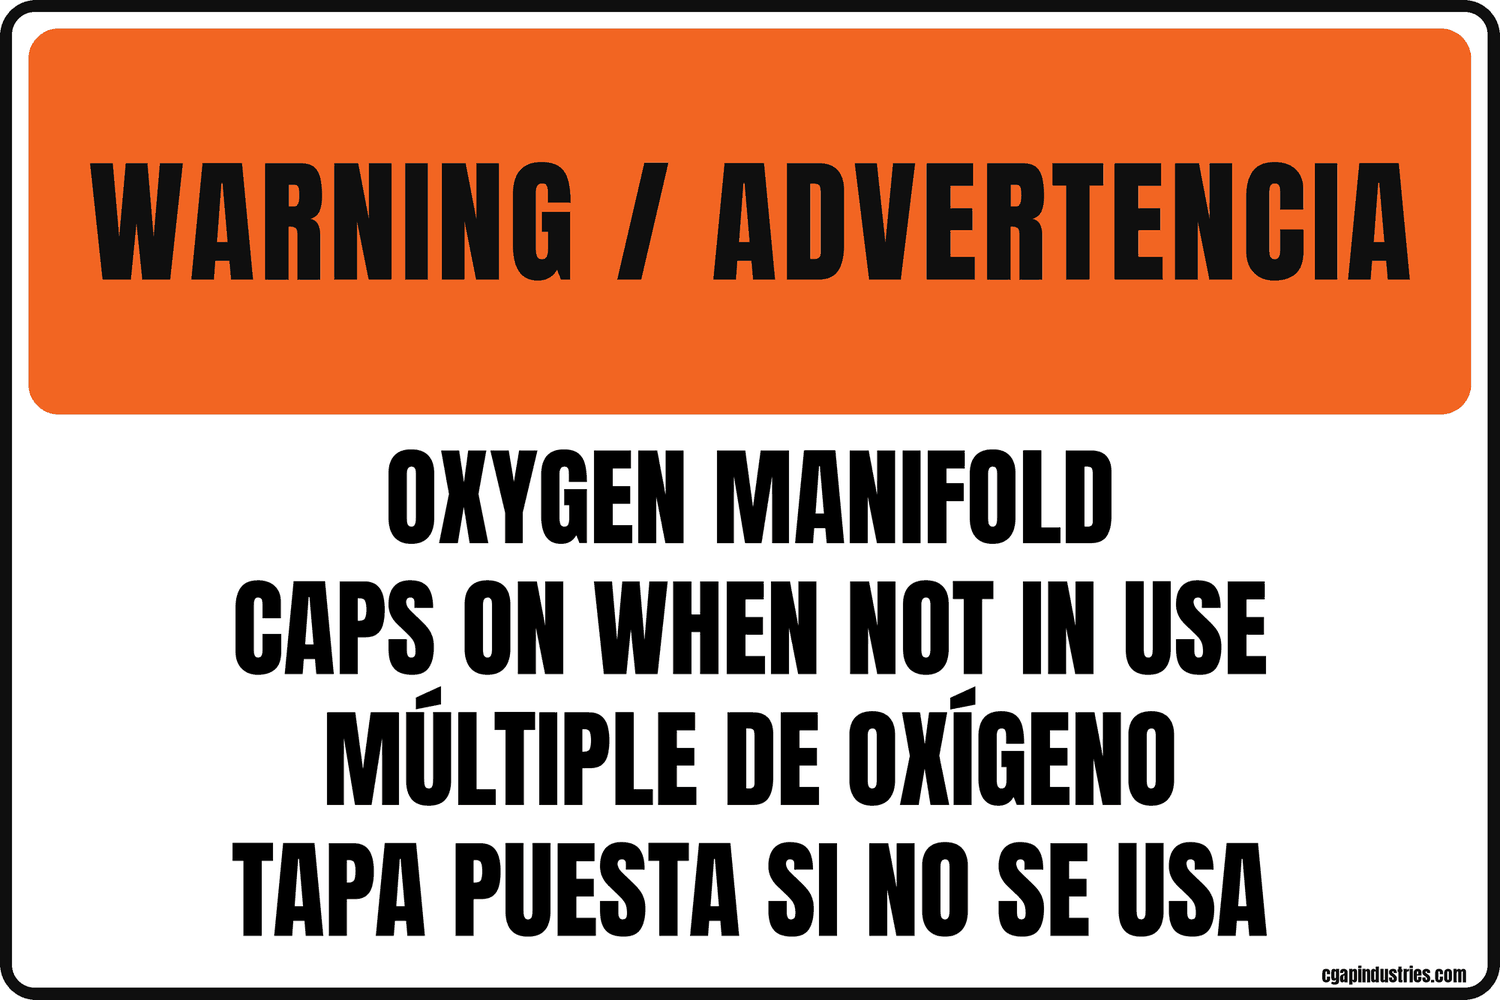 WARNING / ADVERTENCIA
OXYGEN MANIFOLD
CAPS ON WHEN NOT IN USE
MÚLTIPLE DE OXÍGENO
TAPA PUESTA SI NO SE USA
cgapindustries.com